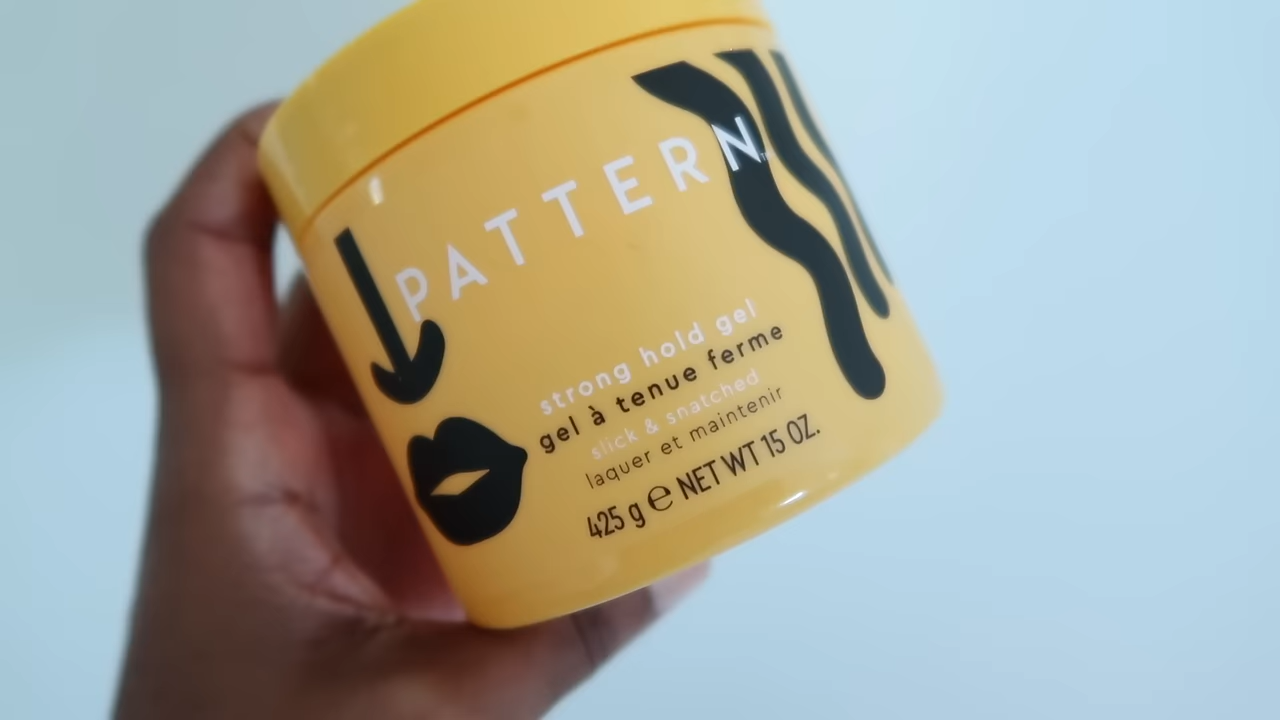 PATTERN
strong hold gel
gel à tenue ferme
slick & snatched
laquer et maintenir
425 g ℮ NET WT 15 OZ.